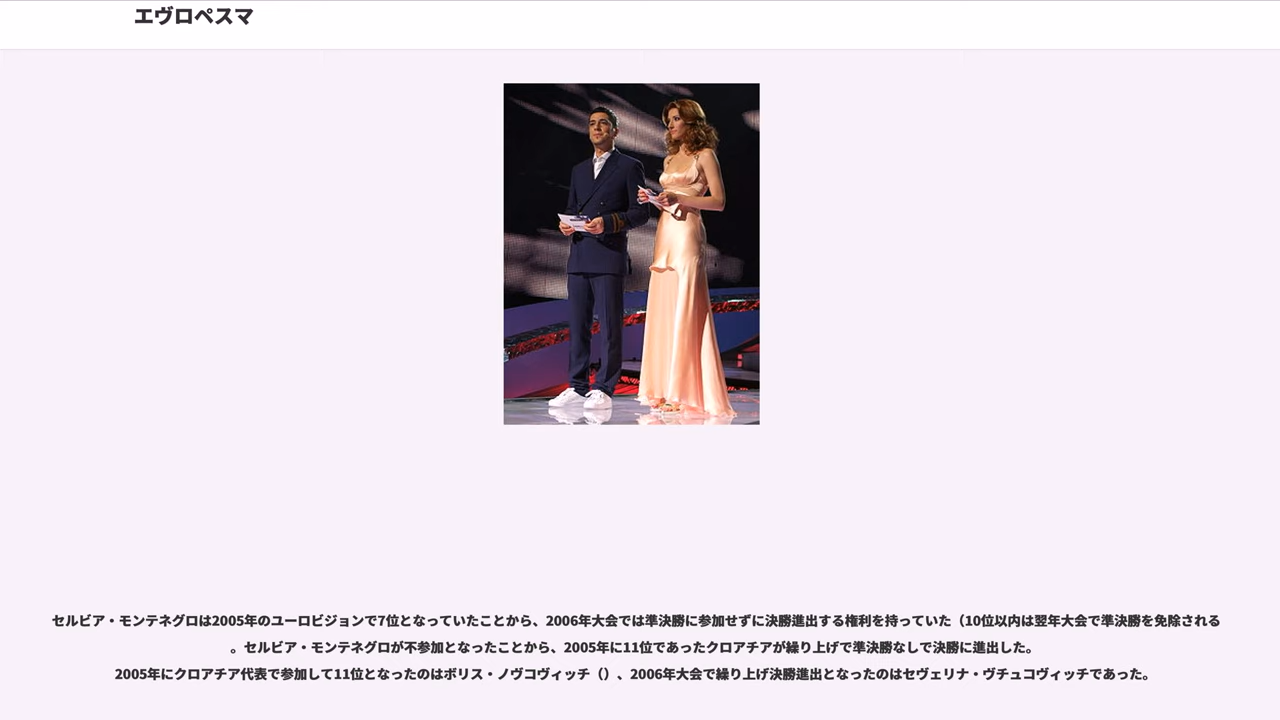 エヴロペスマ
セルビア・モンテネグロは2005年のユーロビジョンで7位となっていたことから、2006年大会では準決勝に参加せずに決勝進出する権利を持っていた（10位以内は翌年大会で準決勝を免除される
。セルビア・モンテネグロが不参加となったことから、2005年に11位であったクロアチアが繰り上げで準決勝なしで決勝に進出した。
2005年にクロアチア代表で参加して11位となったのはボリス・ノヴコヴィッチ（）、2006年大会で繰り上げ決勝進出となったのはセヴェリナ・ヴチュコヴィッチであった。